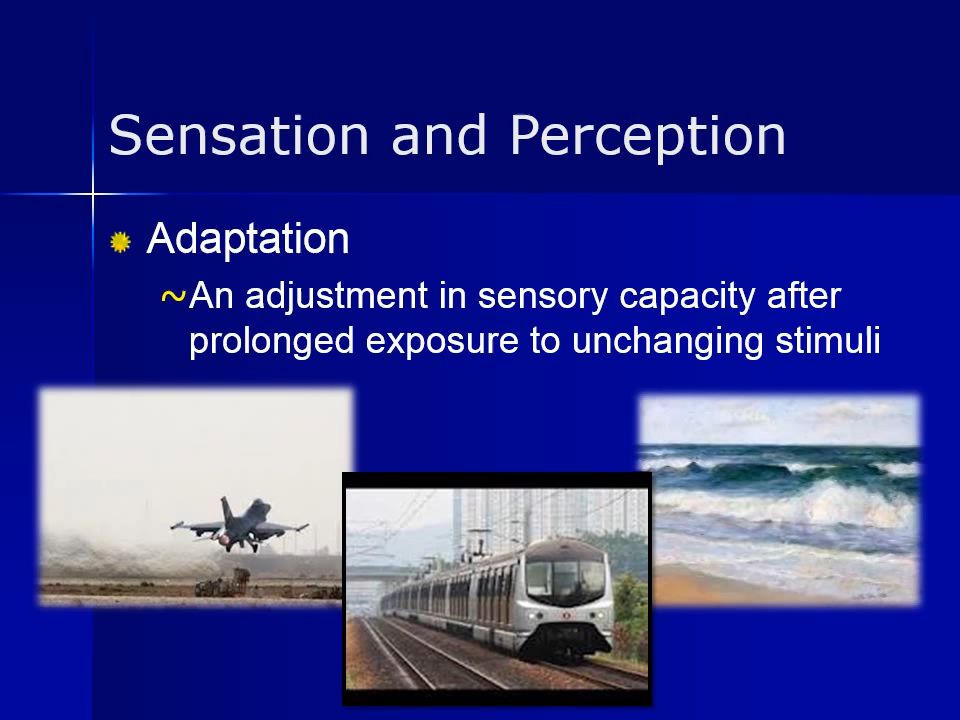 Sensation and Perception
Adaptation
~An adjustment in sensory capacity after
prolonged exposure to unchanging stimuli